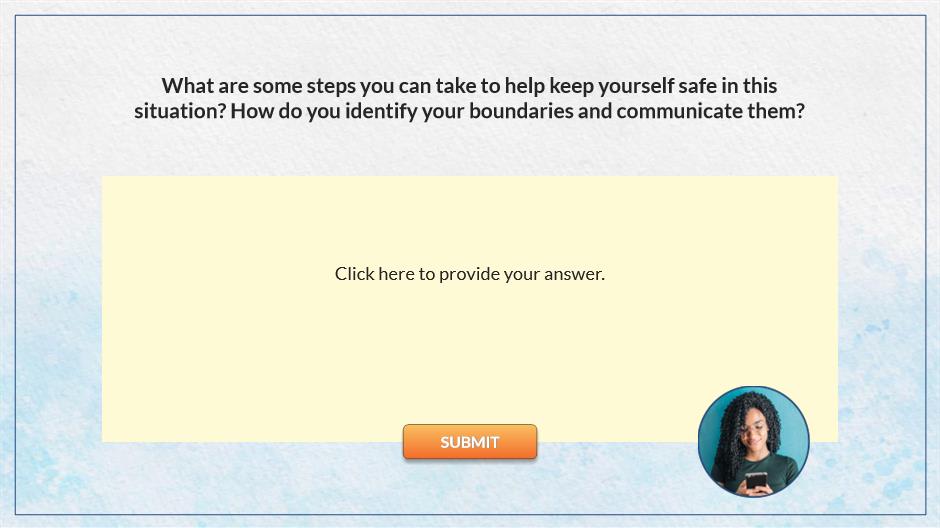 What are some steps you can take to help keep yourself safe in this
situation? How do you identify your boundaries and communicate them?
Click here to provide your answer.
SUBMIT